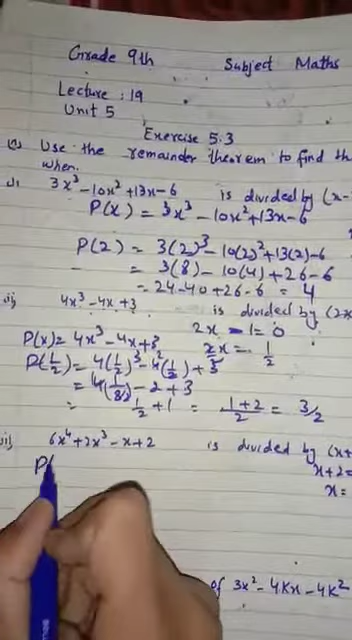 Grade 9th Subject Maths
Lecture : 19
Unit 5
Exercise 5.3
Q Use the remainder theorem to find th
when.
i) 3x³-10x²+13x-6 is divided by (x-
P(x) = 3x³-10x²+13x-6
P(2) = 3(2)³-10(2)²+13(2)-6
= 3(8)-10(4)+26-6
= 24-40+26-6 = 4
ii) 4x³-4x+3 is divided by (2x
2x-1=0
P(x)= 4x³-4x+3 2x = 1/2
P(1/2)= 4(1/2)³-4(1/2)+3
= 4(1/8)-2+3
= 1/2+1 = 1+2/2 = 3/2
iii) 6x⁴+2x³-x+2 is divided by (x+
x+2=
P( x=
of 3x²-4Kx-4K²